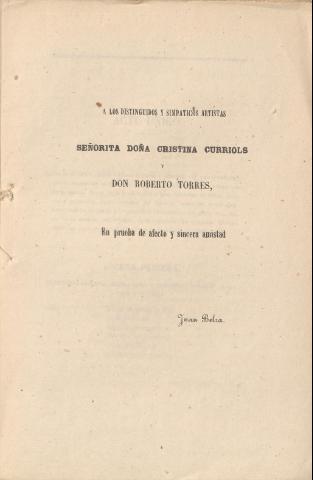 A LOS DISTINGUIDOS Y SIMPATICOS ARTISTAS
SEÑORITA DOÑA CRISTINA CURRIOLS
Y
DON ROBERTO TORRES,
En prueba de afecto y sincera amistad
Juan Belza.